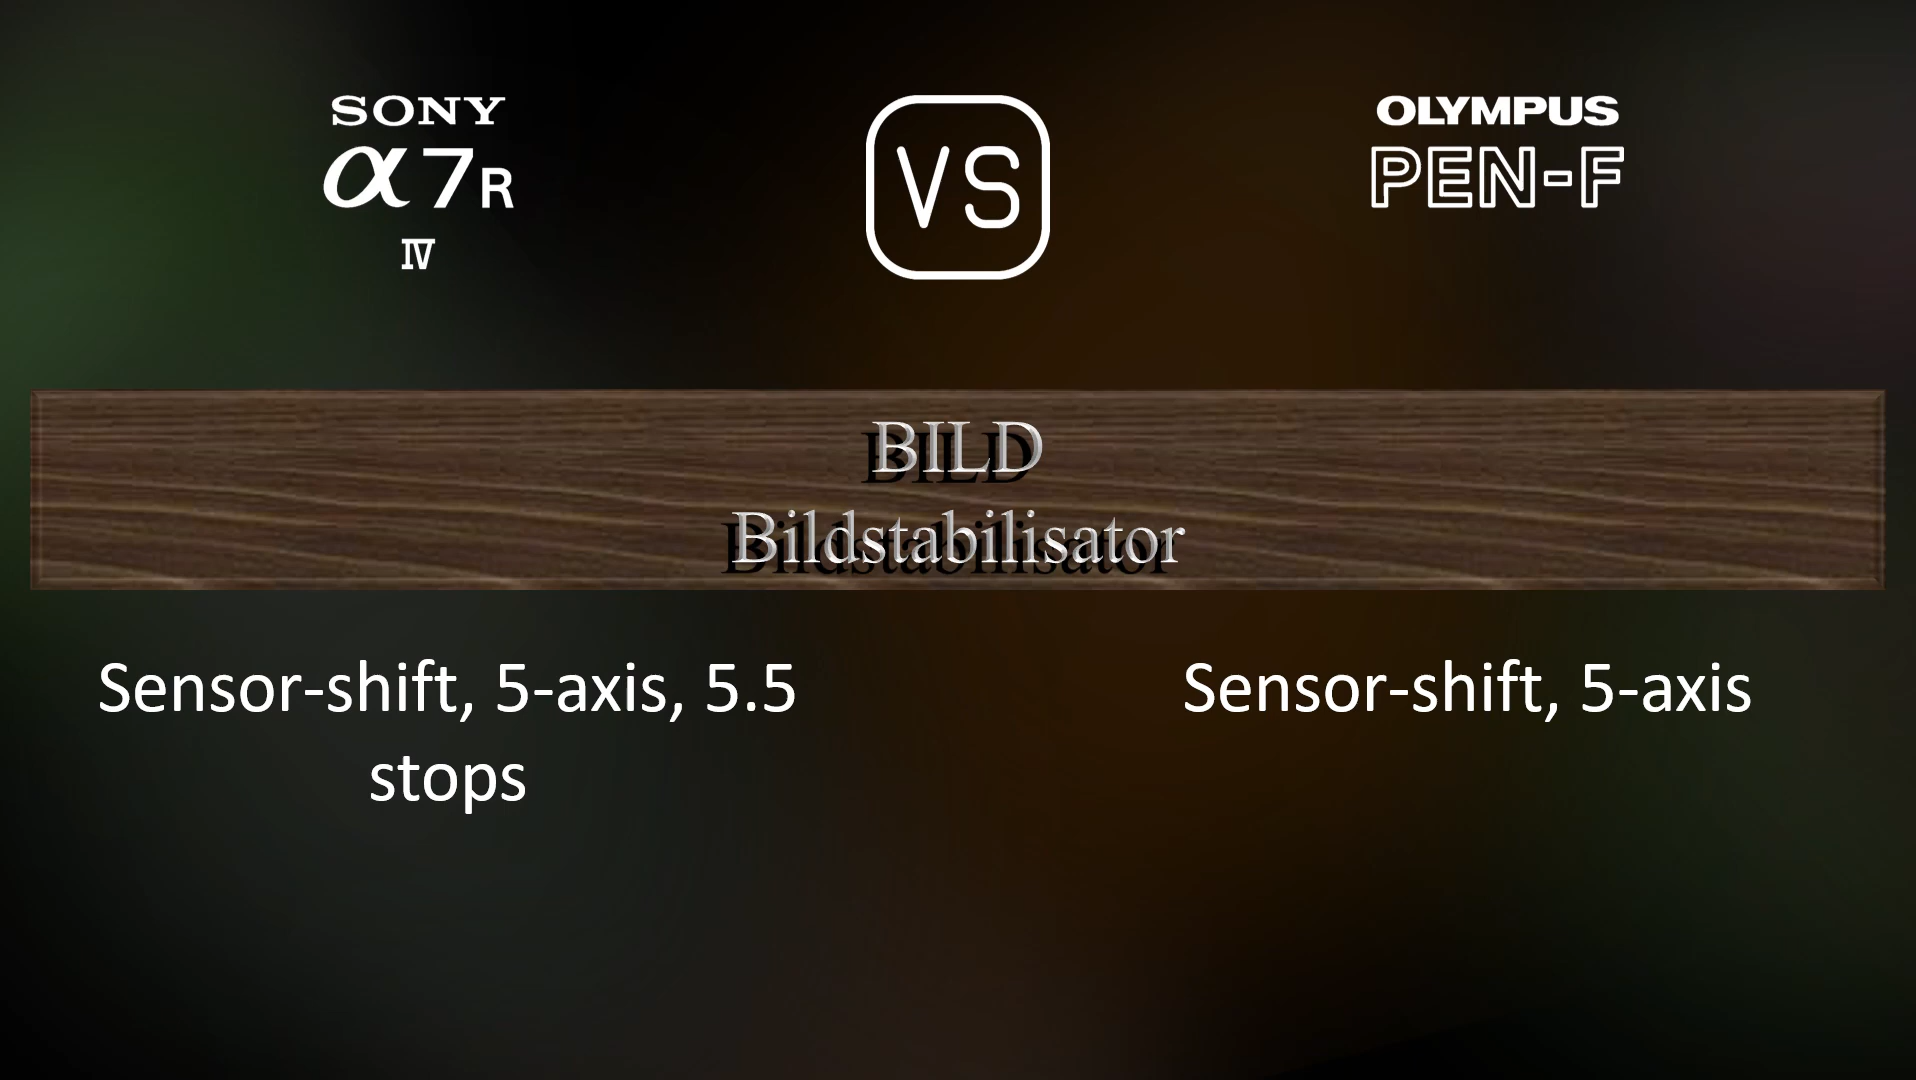 SONY
α7R
IV
VS
OLYMPUS
PEN-F
BILD
Bildstabilisator
Sensor-shift, 5-axis, 5.5
stops
Sensor-shift, 5-axis